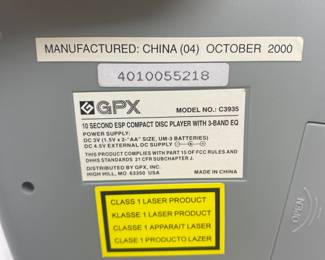 MANUFACTURED: CHINA (04) OCTOBER 2000
4010055218
GPX
MODEL NO.: C3935
10 SECOND ESP COMPACT DISC PLAYER WITH 3-BAND EQ
POWER SUPPLY:
DC 3V (1.5V x 2-"AA" SIZE, UM-3 BATTERIES)
DC 4.5V EXTERNAL DC SUPPLY
THIS PRODUCT COMPLIES WITH PART 15 OF FCC RULES AND
DHHS STANDARDS 21 CFR SUBCHAPTER J.
DISTRIBUTED BY GPX, INC.
HIGH HILL, MO 63350 USA
MADE IN CHINA
OPEN
CLASS 1 LASER PRODUCT
KLASSE 1 LASER PRODUCT
CLASSE 1 APPARAIT LASER
CLASE 1 PRODUCTO LAZER